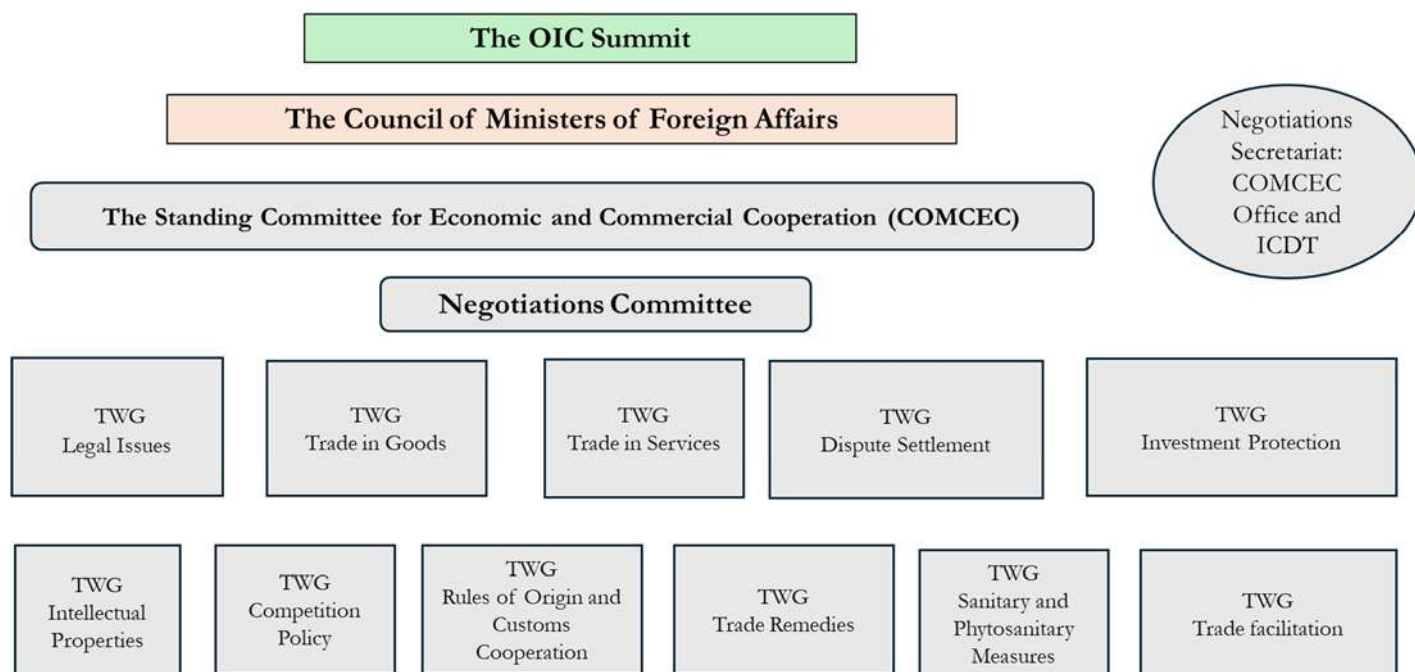 The OIC Summit
The Council of Ministers of Foreign Affairs
Negotiations
Secretariat:
COMCEC
Office and
ICDT
The Standing Committee for Economic and Commercial Cooperation (COMCEC)
Negotiations Committee
TWG
Legal Issues
TWG
Trade in Goods
TWG
Trade in Services
TWG
Dispute Settlement
TWG
Investment Protection
TWG
Intellectual
Properties
TWG
Competition
Policy
TWG
Rules of Origin and
Customs
Cooperation
TWG
Trade Remedies
TWG
Sanitary and
Phytosanitary
Measures
TWG
Trade facilitation